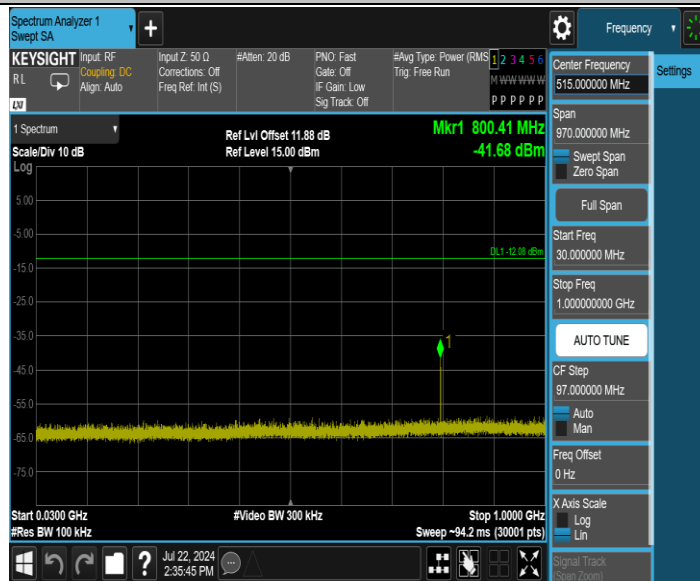 Spectrum Analyzer 1
Swept SA
+
Frequency
KEYSIGHT Input: RF Input Z: 50 Ω #Atten: 20 dB PNO: Fast #Avg Type: Power (RMS 1 2 3 4 5 6
RL Coupling: DC Corrections: Off Gate: Off Trig: Free Run M W W W W W
Align: Auto Freq Ref: Int (S) IF Gain: Low
LXI Sig Track: Off P P P P P P
1 Spectrum
Ref Lvl Offset 11.88 dB Mkr1 800.41 MHz
Scale/Div 10 dB Ref Level 15.00 dBm -41.68 dBm
Log
5.00
-5.00
DL1 -12.08 dBm
-15.0
-25.0
-35.0
1
-45.0
-55.0
-65.0
-75.0
Start 0.0300 GHz #Video BW 300 kHz Stop 1.0000 GHz
#Res BW 100 kHz Sweep ~94.2 ms (30001 pts)
? Jul 22, 2024
2:35:45 PM
Center Frequency
515.000000 MHz
Settings
Span
970.000000 MHz
Swept Span
Zero Span
Full Span
Start Freq
30.000000 MHz
Stop Freq
1.000000000 GHz
AUTO TUNE
CF Step
97.000000 MHz
Auto
Man
Freq Offset
0 Hz
X Axis Scale
Log
Lin
Signal Track
(Span Zoom)